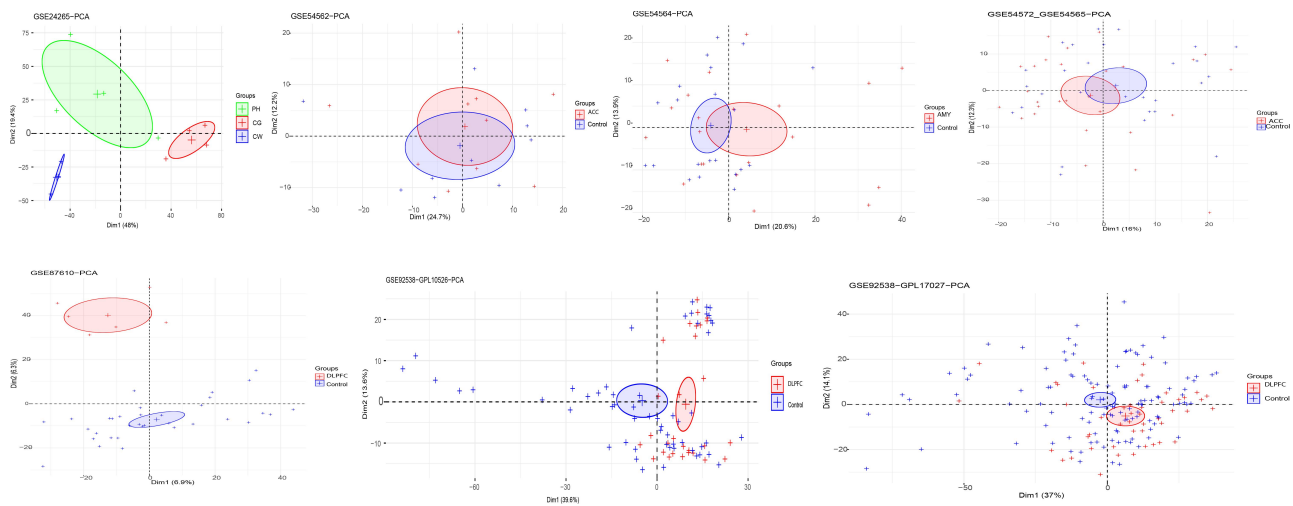 GSE24265−PCA
75
50
25
0
−25
−50
−40
0
40
80
Dim2 (19.4%)
Dim1 (48%)
Groups
PH
CG
CW
GSE54562−PCA
20
10
0
−10
−30
−20
−10
0
10
20
Dim2 (12.2%)
Dim1 (24.7%)
Groups
ACC
Control
GSE54564−PCA
20
10
0
−10
−20
−20
0
20
40
Dim2 (13.9%)
Dim1 (20.6%)
Groups
AMY
Control
GSE54572_GSE54565−PCA
20
10
0
−10
−20
−30
−20
−10
0
10
20
Dim2 (12.3%)
Dim1 (16%)
Groups
ACC
Control
GSE87610−PCA
40
20
0
−20
−20
0
20
40
Dim2 (6.3%)
Dim1 (6.9%)
Groups
DLPFC
Control
GSE92538−GPL10526−PCA
20
10
0
−10
−60
−30
0
30
Dim2 (13.6%)
Dim1 (39.6%)
Groups
DLPFC
Control
GSE92538−GPL17027−PCA
40
20
0
−20
−50
0
Dim2 (14.1%)
Dim1 (37%)
Groups
DLPFC
Control